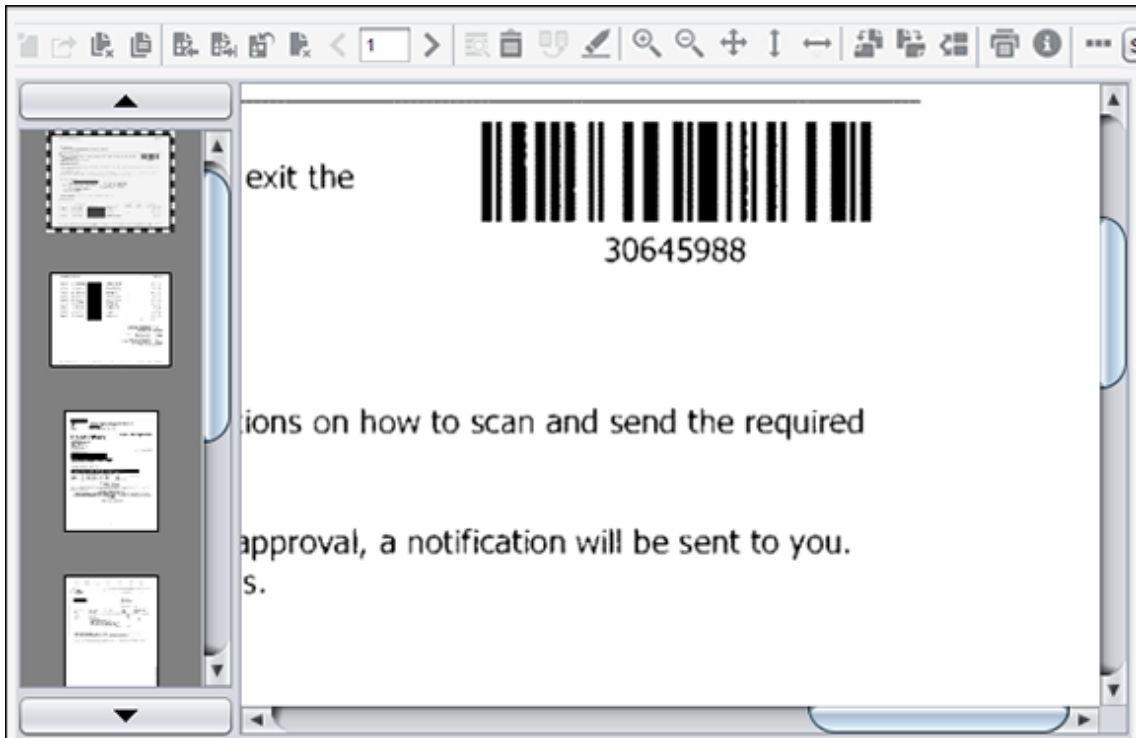 1
S
exit the
30645988
tions on how to scan and send the required
approval, a notification will be sent to you.
s.